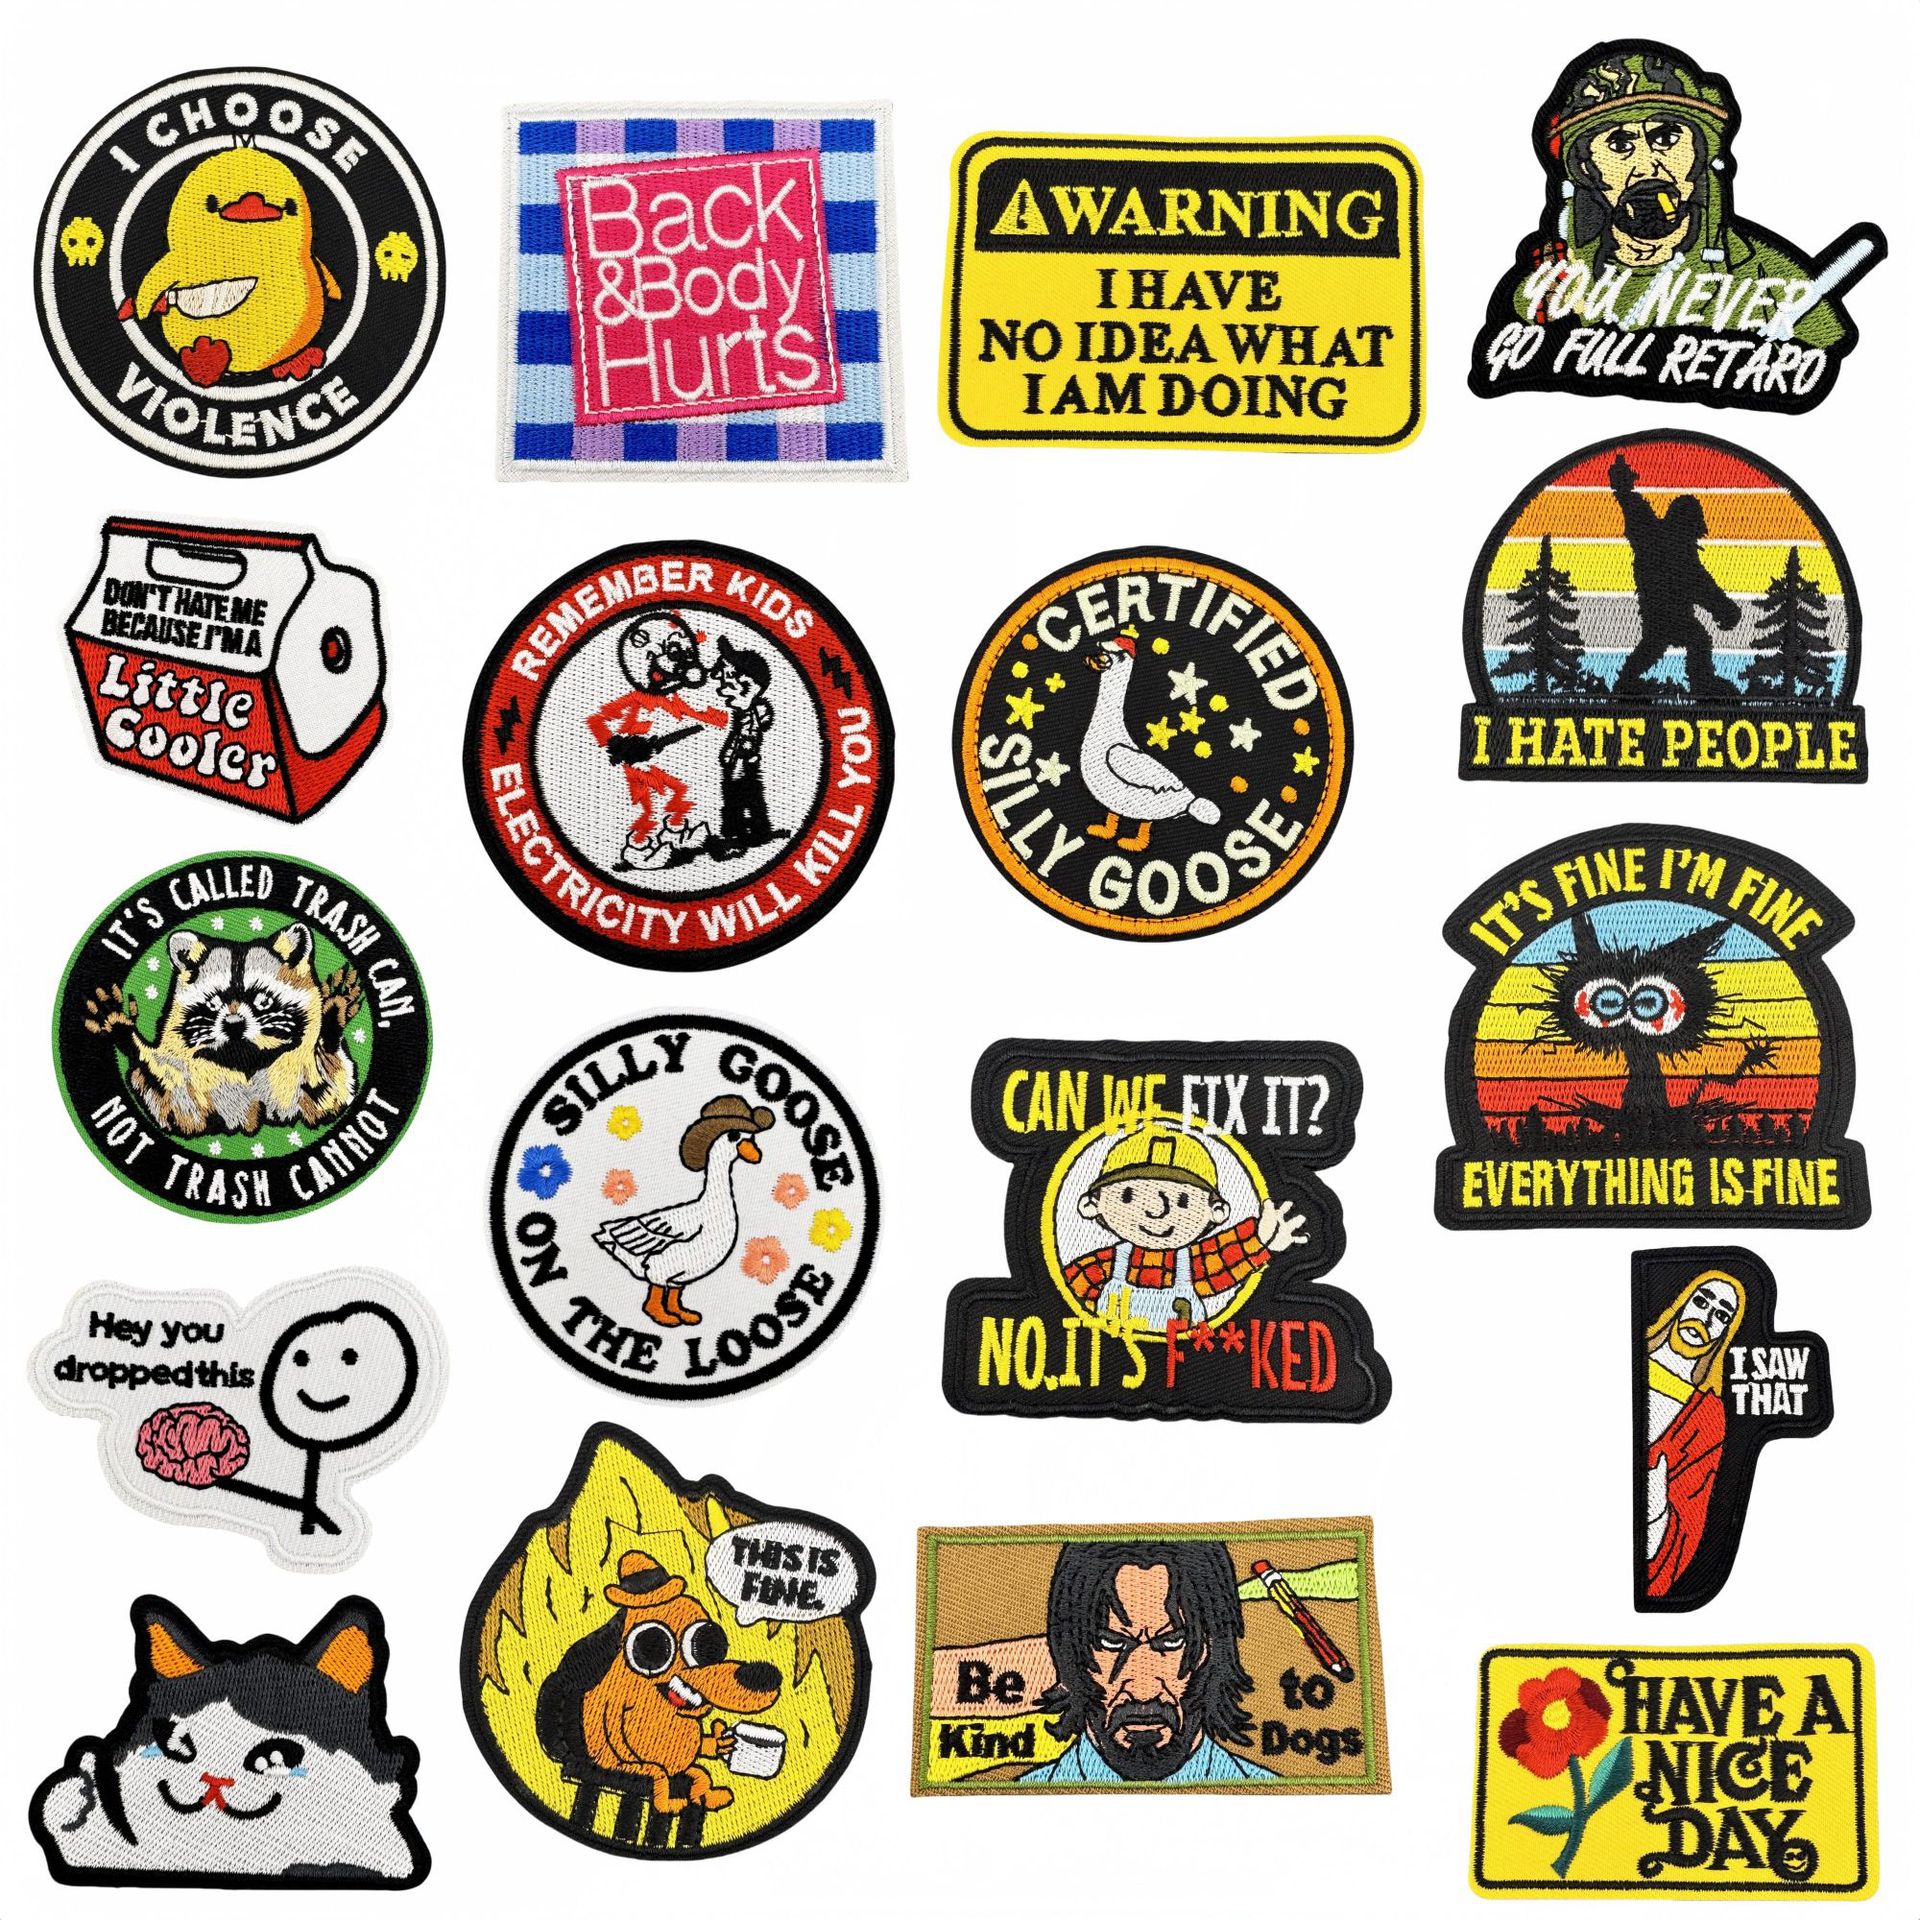 I CHOOSE
VIOLENCE
Back
&Body
Hurts
WARNING
I HAVE
NO IDEA WHAT
I AM DOING
YOU NEVER
GO FULL RETARD
DON'T HATE ME
BECAUSE I'M A
Little
Cooler
REMEMBER KIDS
ELECTRICITY WILL KILL YOU
CERTIFIED
SILLY GOOSE
I HATE PEOPLE
IT'S CALLED TRASH CAN,
NOT TRASH CANNOT
SILLY GOOSE
ON THE LOOSE
CAN WE FIX IT?
NO.IT'S F**KED
IT'S FINE I'M FINE
EVERYTHING IS FINE
Hey you
dropped this
THIS IS
FINE.
Be
Kind
to
Dogs
I SAW
THAT
HAVE A
NICE
DAY